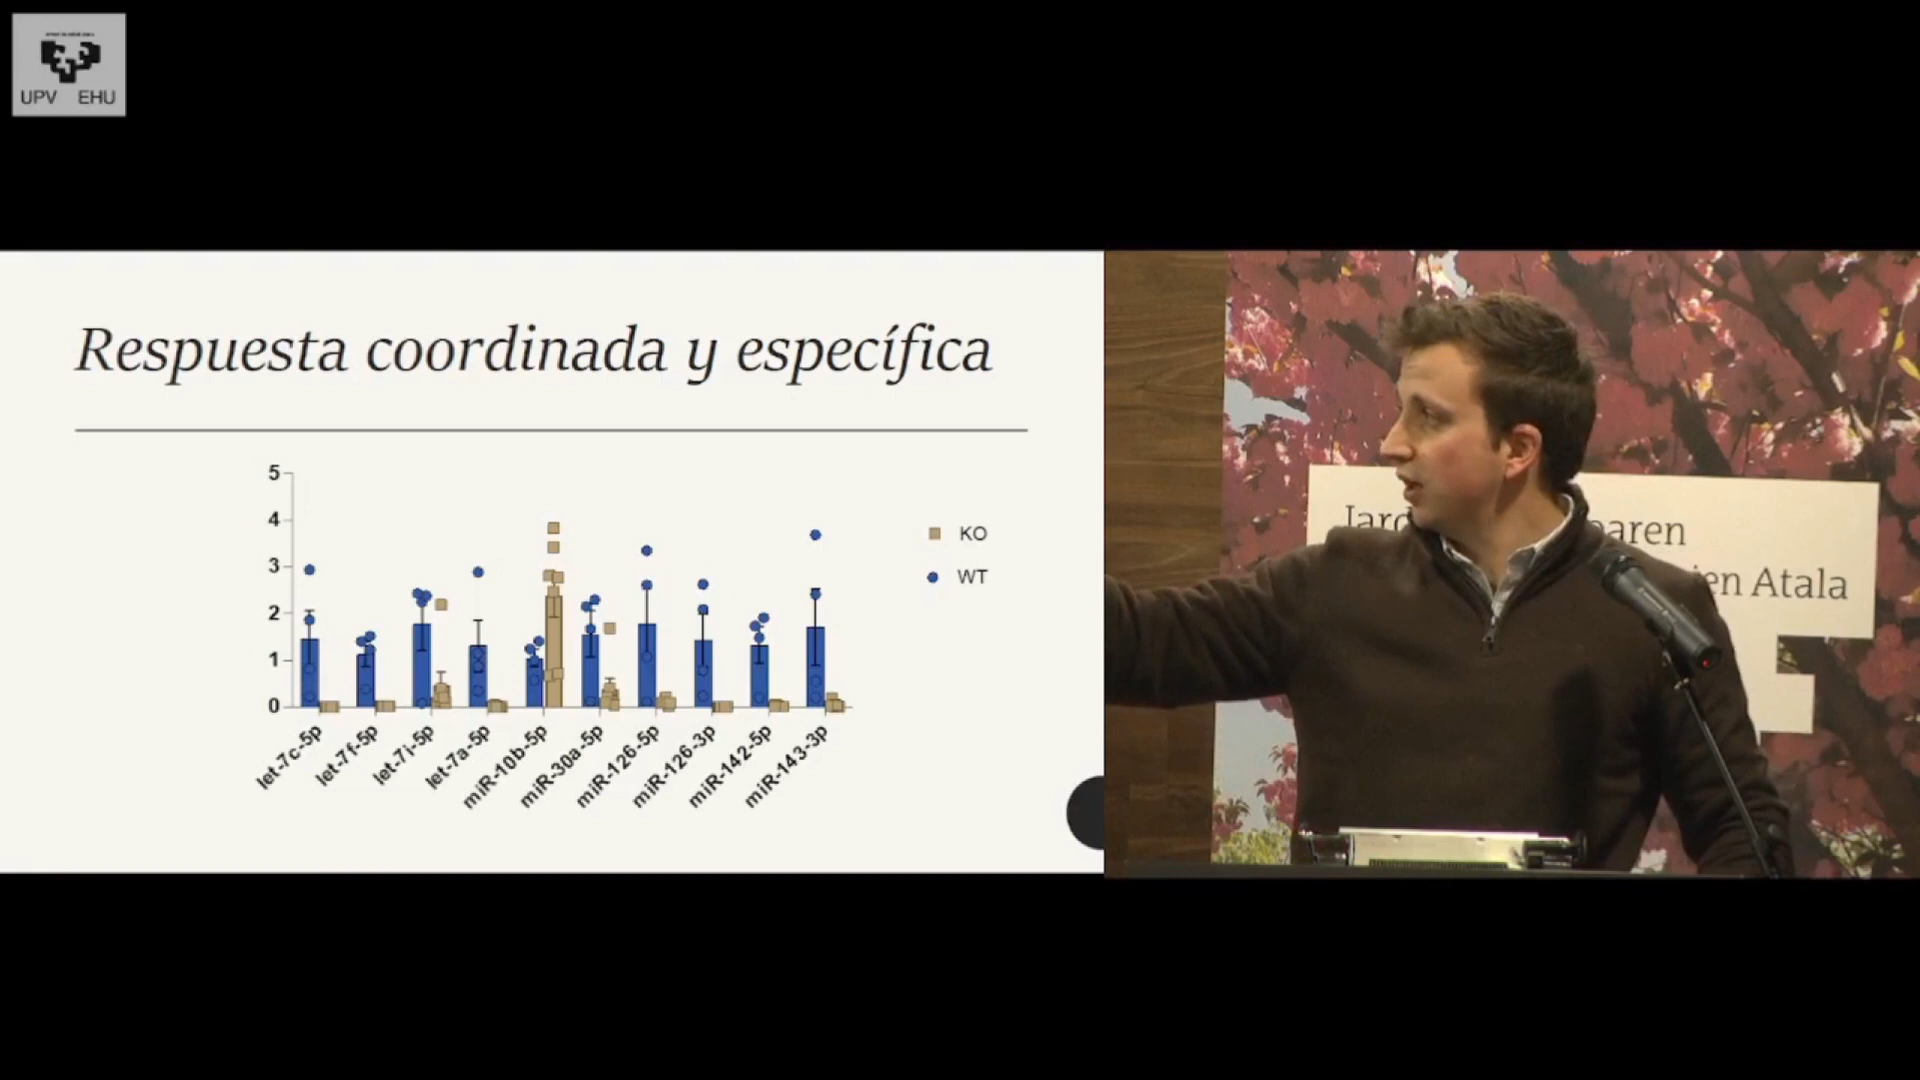 UPV EHU
Respuesta coordinada y específica
5
4
3
2
1
0
KO
WT
let-7c-5p
let-7f-5p
let-7i-5p
let-7a-5p
miR-10b-5p
miR-30a-5p
miR-126-5p
miR-126-3p
miR-142-5p
miR-143-3p
Atala